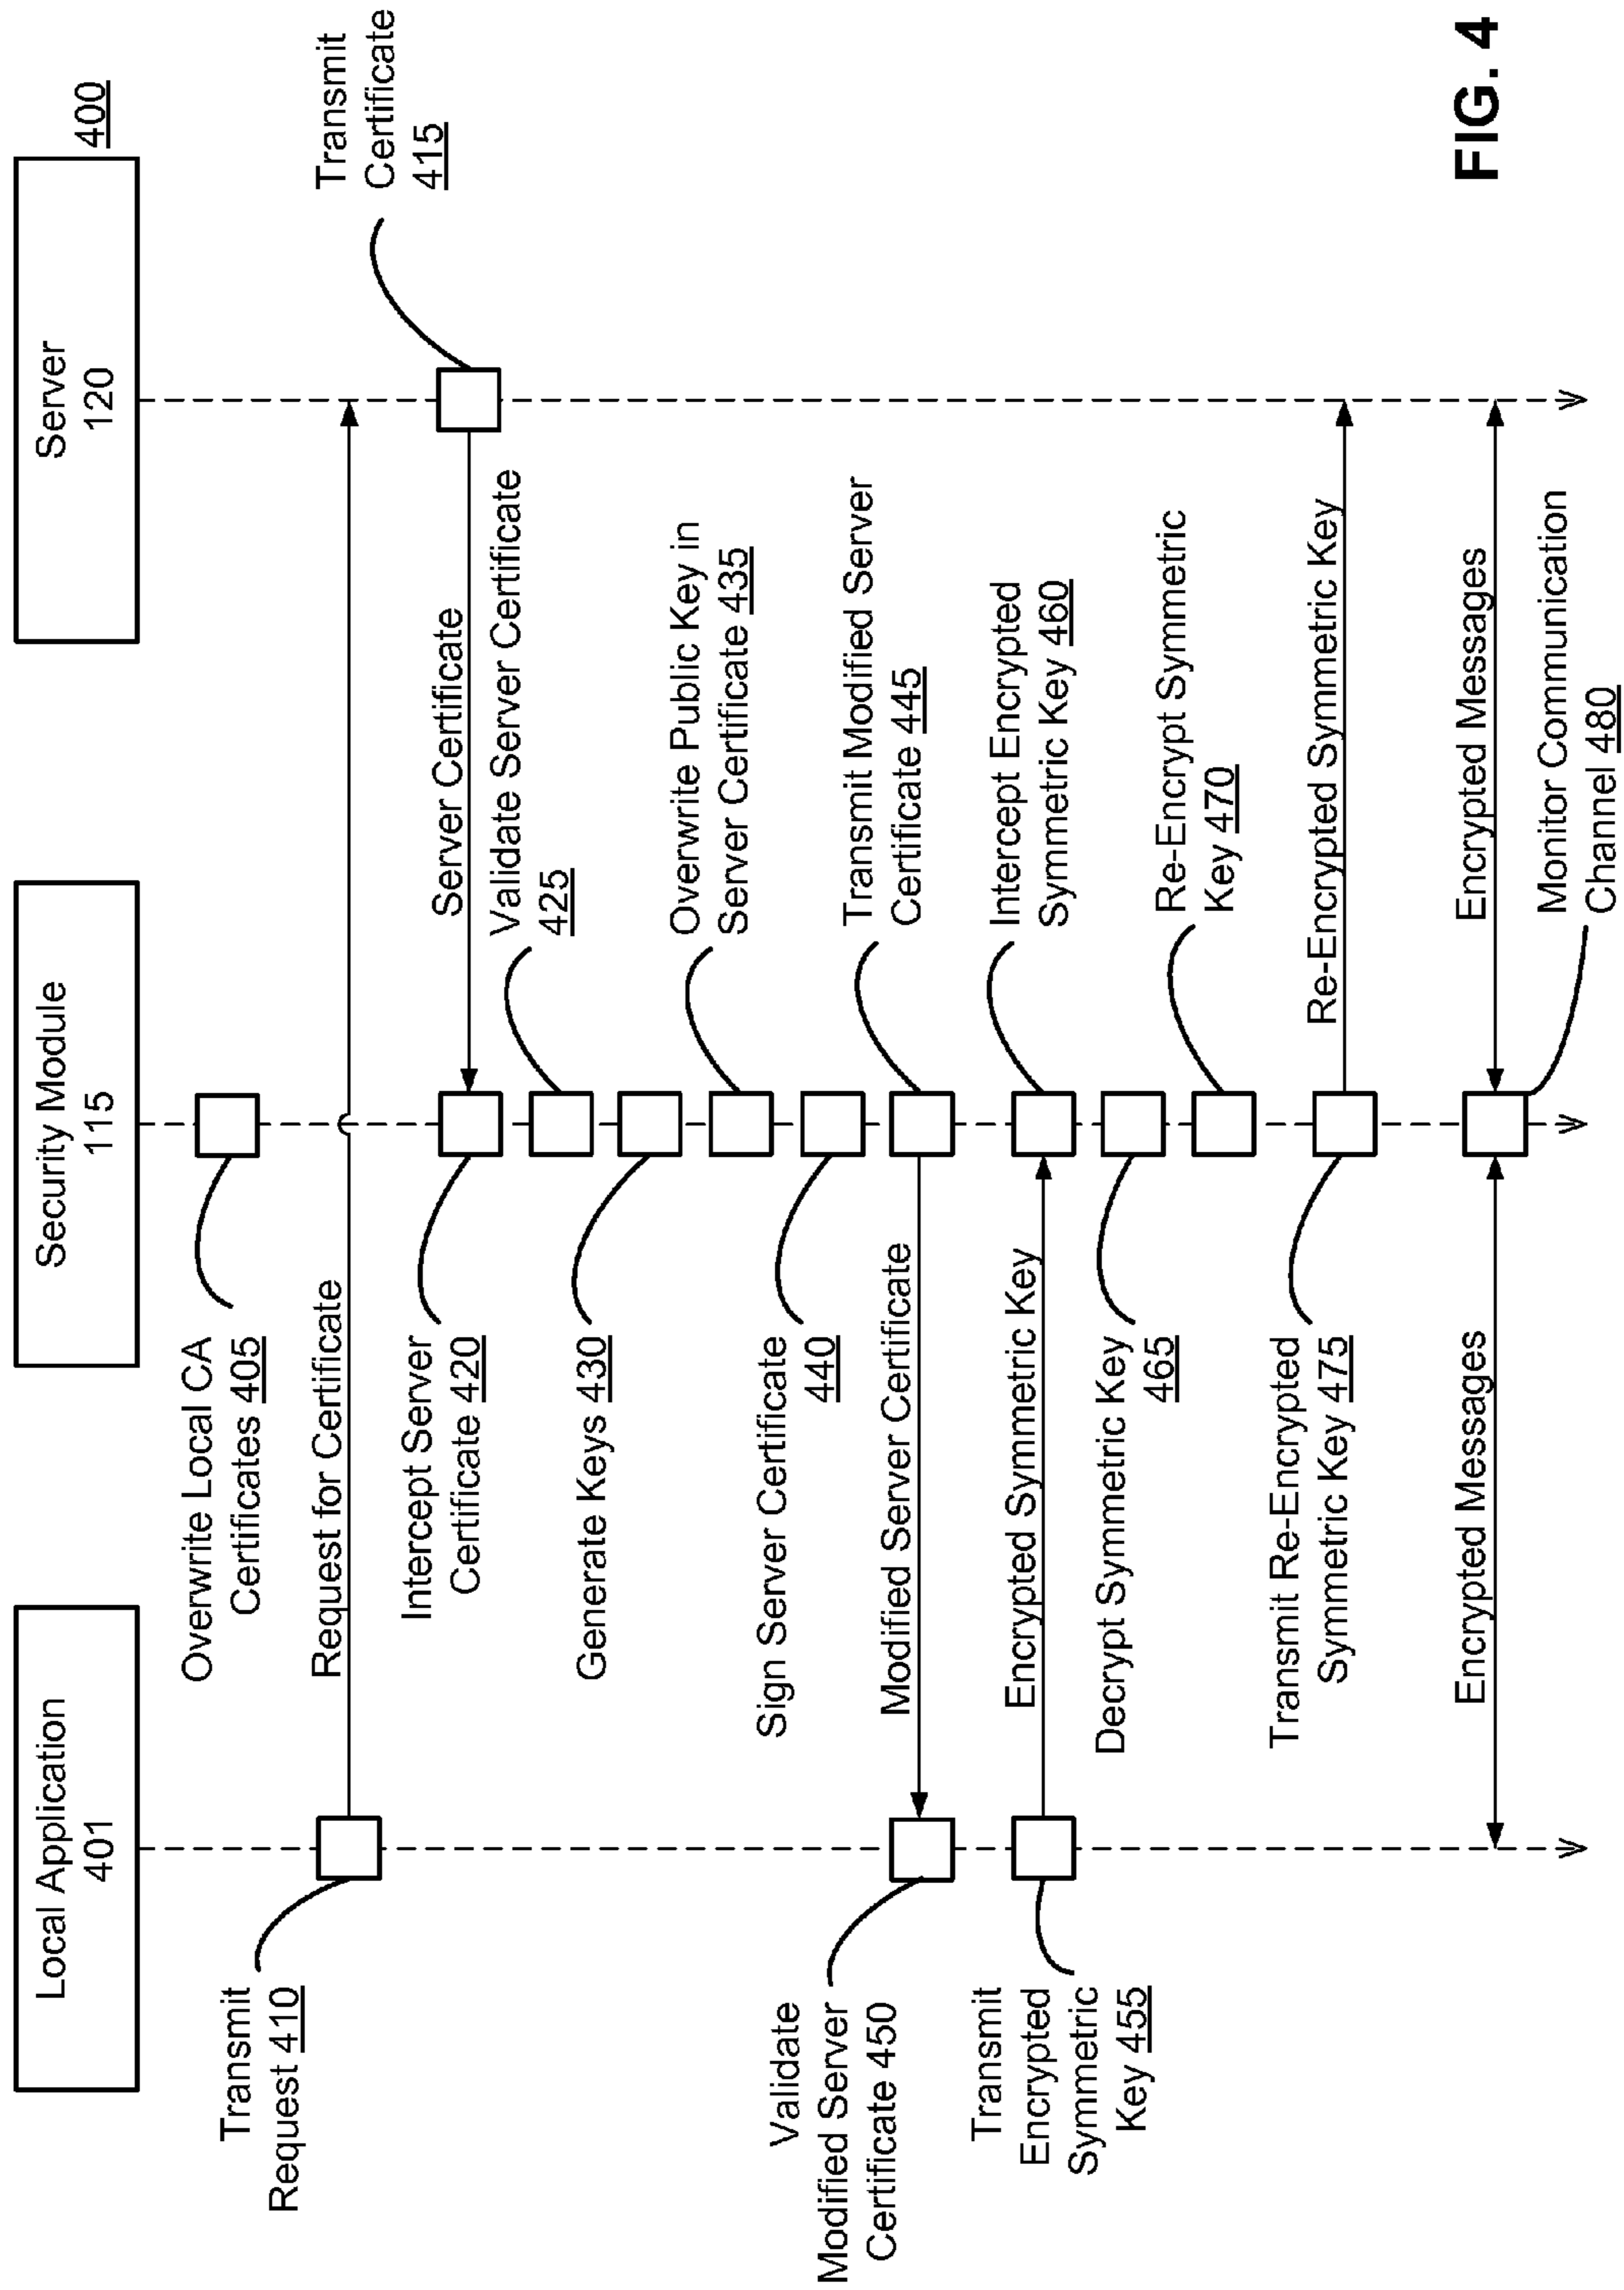 Local Application
401
Security Module
115
Server
120
400
Overwrite Local CA
Certificates 405
Transmit
Request 410
Request for Certificate
Transmit
Certificate
415
Server Certificate
Intercept Server
Certificate 420
Validate Server Certificate
425
Generate Keys 430
Overwrite Public Key in
Server Certificate 435
Sign Server Certificate
440
Transmit Modified Server
Certificate 445
Modified Server Certificate
Validate
Modified Server
Certificate 450
Transmit
Encrypted
Symmetric
Key 455
Encrypted Symmetric Key
Intercept Encrypted
Symmetric Key 460
Decrypt Symmetric Key
465
Re-Encrypt Symmetric
Key 470
Transmit Re-Encrypted
Symmetric Key 475
Re-Encrypted Symmetric Key
Encrypted Messages
Encrypted Messages
Monitor Communication
Channel 480
FIG. 4